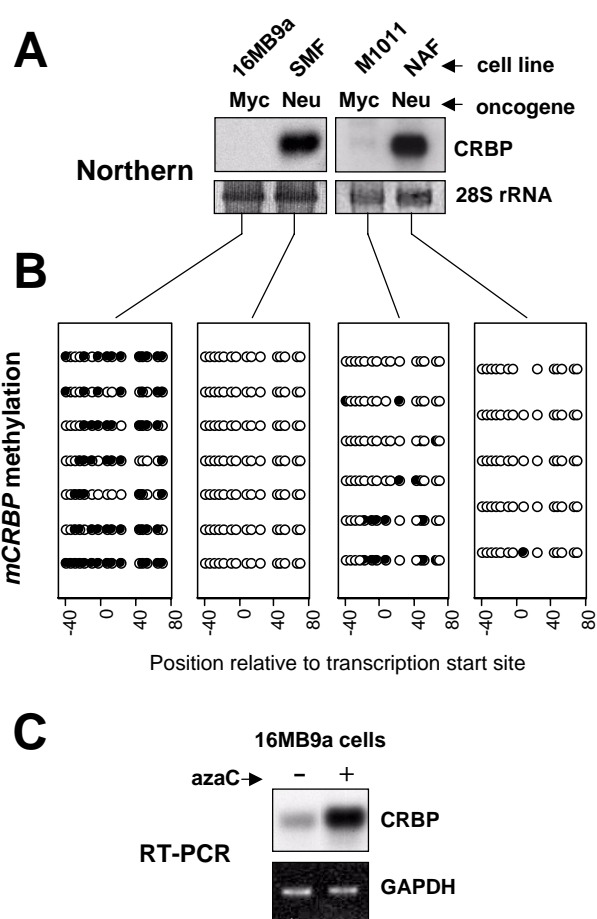 A
16MB9a SMF M1011 NAF cell line
Myc Neu Myc Neu oncogene
CRBP
Northern
28S rRNA
B
mCRBP methylation
-40 0 40 80 -40 0 40 80 -40 0 40 80 -40 0 40 80
Position relative to transcription start site
C
16MB9a cells
azaC - +
CRBP
RT-PCR
GAPDH